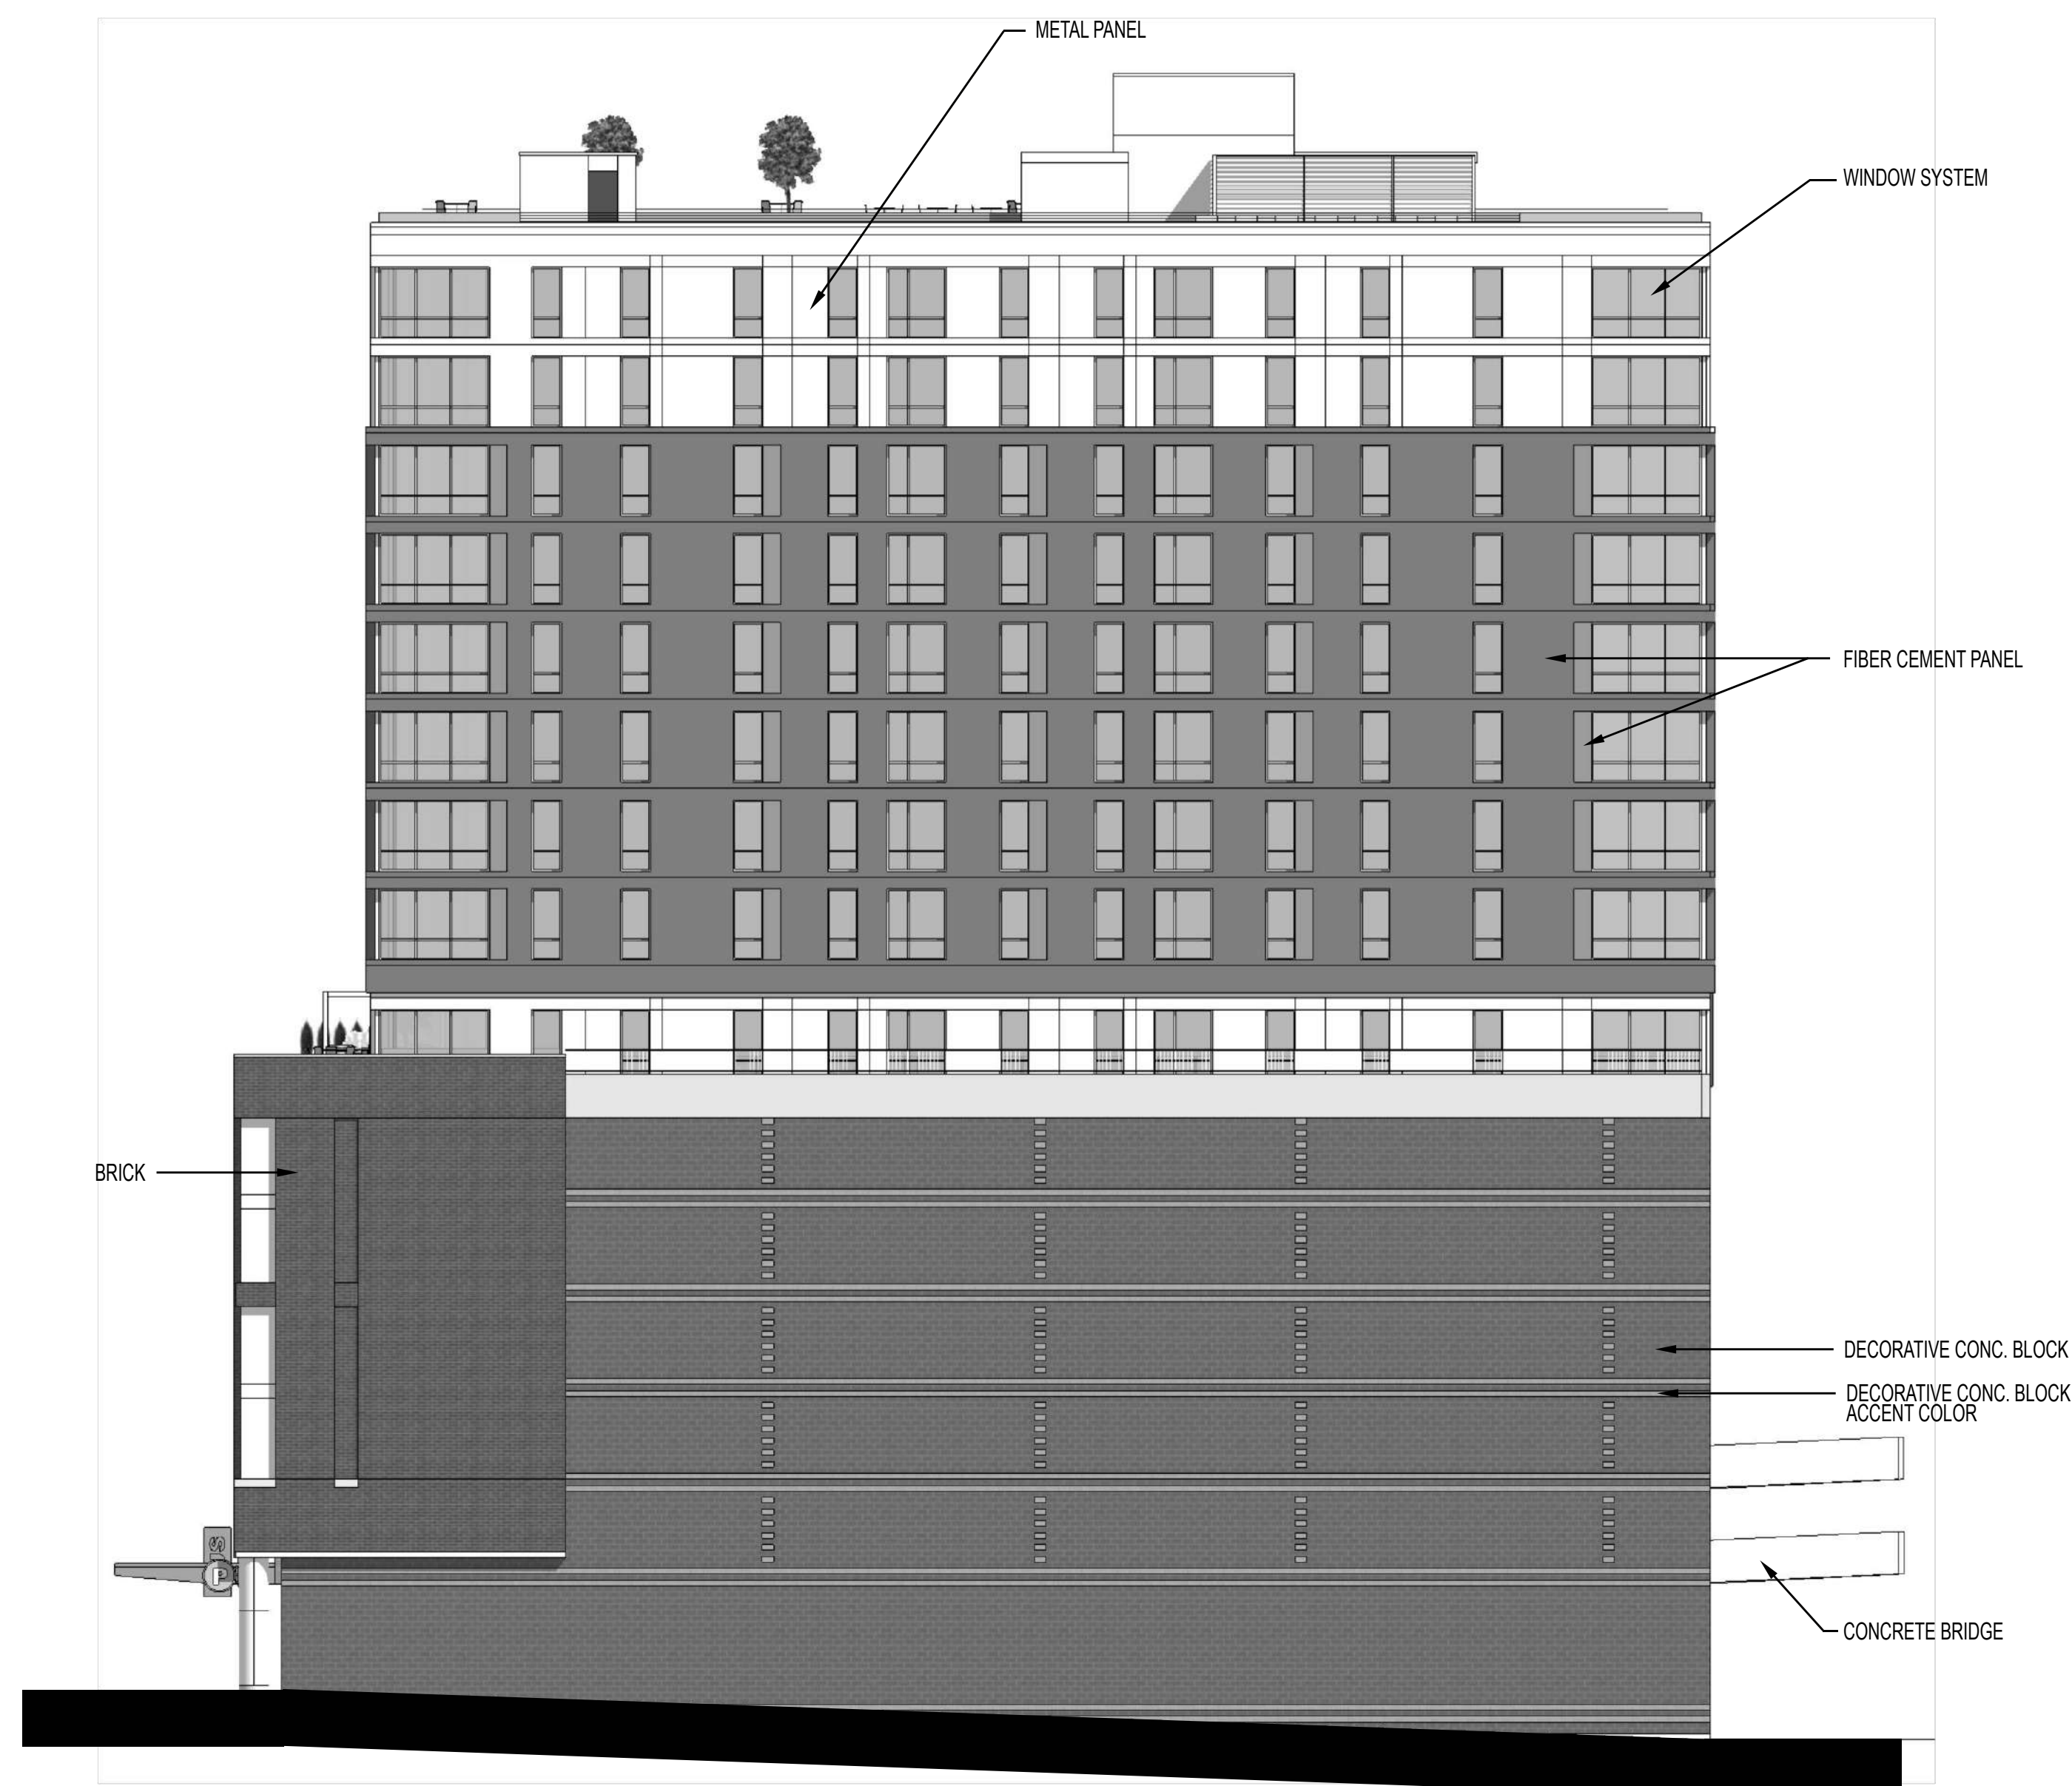 METAL PANEL
WINDOW SYSTEM
FIBER CEMENT PANEL
BRICK
DECORATIVE CONC. BLOCK
DECORATIVE CONC. BLOCK
ACCENT COLOR
P
CONCRETE BRIDGE